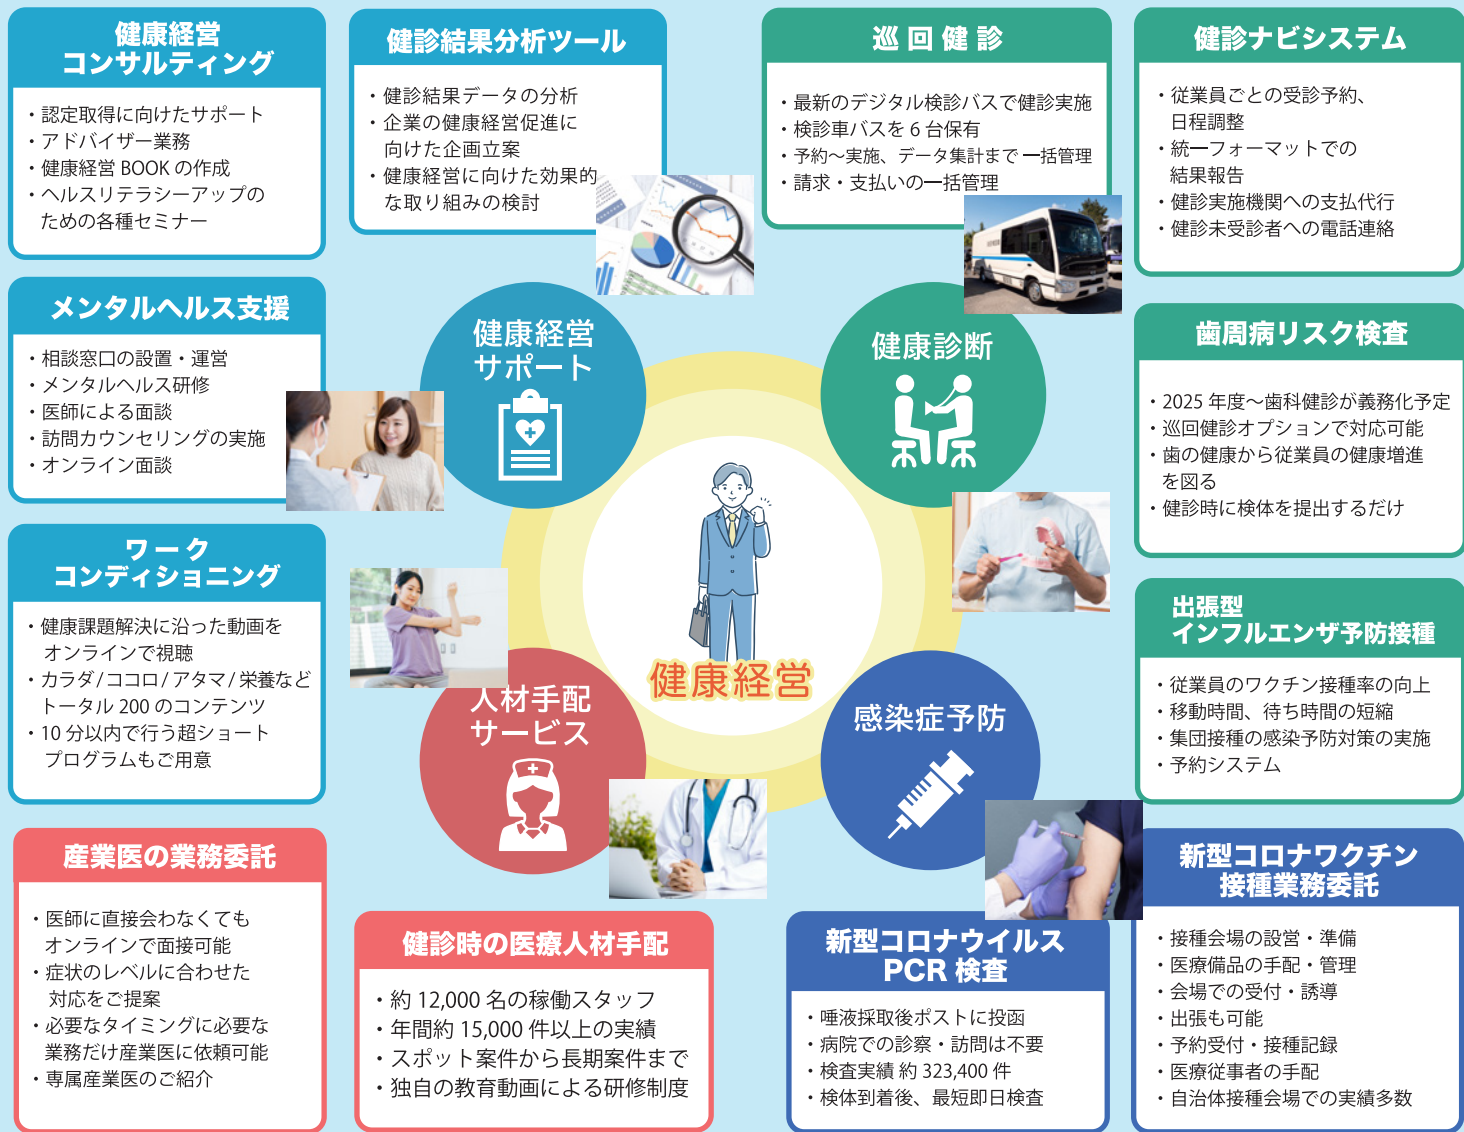 健康経営
コンサルティング
・認定取得に向けたサポート
・アドバイザー業務
・健康経営 BOOK の作成
・ヘルスリテラシーアップの
ための各種セミナー
健診結果分析ツール
・健診結果データの分析
・企業の健康経営促進に
向けた企画立案
・健康経営に向けた効果的
な取り組みの検討
巡回健診
・最新のデジタル検診バスで健診実施
・検診車バスを 6 台保有
・予約～実施、データ集計まで一括管理
・請求・支払いの一括管理
健診ナビシステム
・従業員ごとの受診予約、
日程調整
・統一フォーマットでの
結果報告
・健診実施機関への支払代行
・健診未受診者への電話連絡
メンタルヘルス支援
・相談窓口の設置・運営
・メンタルヘルス研修
・医師による面談
・訪問カウンセリングの実施
・オンライン面談
健康経営
サポート
健康診断
歯周病リスク検査
・2025 年度～歯科健診が義務化予定
・巡回健診オプションで対応可能
・歯の健康から従業員の健康増進
を図る
・健診時に検体を提出するだけ
ワーク
コンディショニング
・健康課題解決に沿った動画を
オンラインで視聴
・カラダ/ココロ/アタマ/栄養など
トータル 200 のコンテンツ
・10 分以内で行う超ショート
プログラムもご用意
健康経営
人材手配
サービス
感染症予防
出張型
インフルエンザ予防接種
・従業員のワクチン接種率の向上
・移動時間、待ち時間の短縮
・集団接種の感染予防対策の実施
・予約システム
産業医の業務委託
・医師に直接会わなくても
オンラインで面接可能
・症状のレベルに合わせた
対応をご提案
・必要なタイミングに必要な
業務だけ産業医に依頼可能
・専属産業医のご紹介
健診時の医療人材手配
・約 12,000 名の稼働スタッフ
・年間約 15,000 件以上の実績
・スポット案件から長期案件まで
・独自の教育動画による研修制度
新型コロナウイルス
PCR 検査
・唾液採取後ポストに投函
・病院での診察・訪問は不要
・検査実績 約 323,400 件
・検体到着後、最短即日検査
新型コロナワクチン
接種業務委託
・接種会場の設営・準備
・医療備品の手配・管理
・会場での受付・誘導
・出張も可能
・予約受付・接種記録
・医療従事者の手配
・自治体接種会場での実績多数